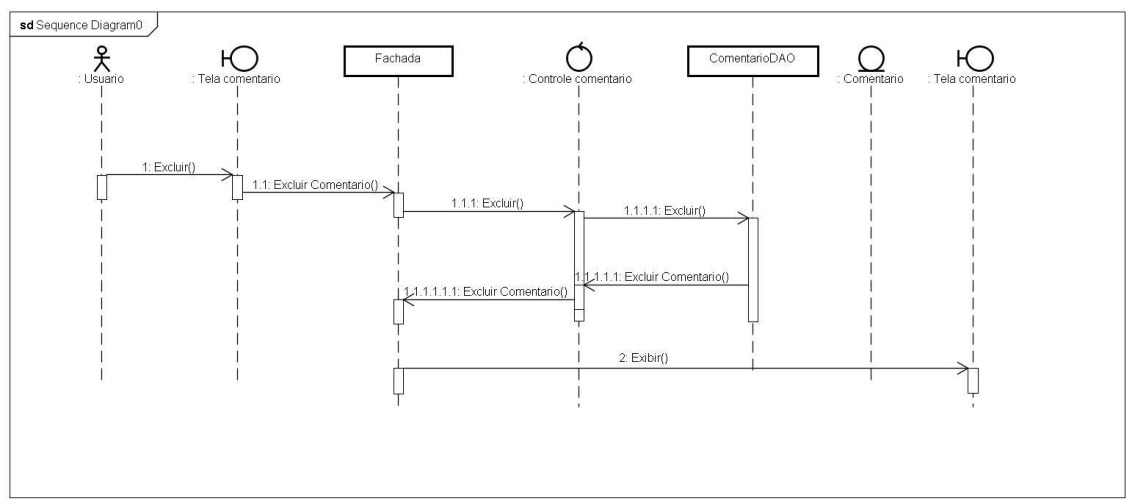 sd Sequence Diagram0
: Usuario
: Tela comentario
Fachada
: Controle comentario
ComentarioDAO
: Comentario
: Tela comentario
1: Excluir()
1.1: Excluir Comentario()
1.1.1: Excluir()
1.1.1.1: Excluir()
1.1.1.1.1: Excluir Comentario()
1.1.1.1.1.1: Excluir Comentario()
2: Exibir()